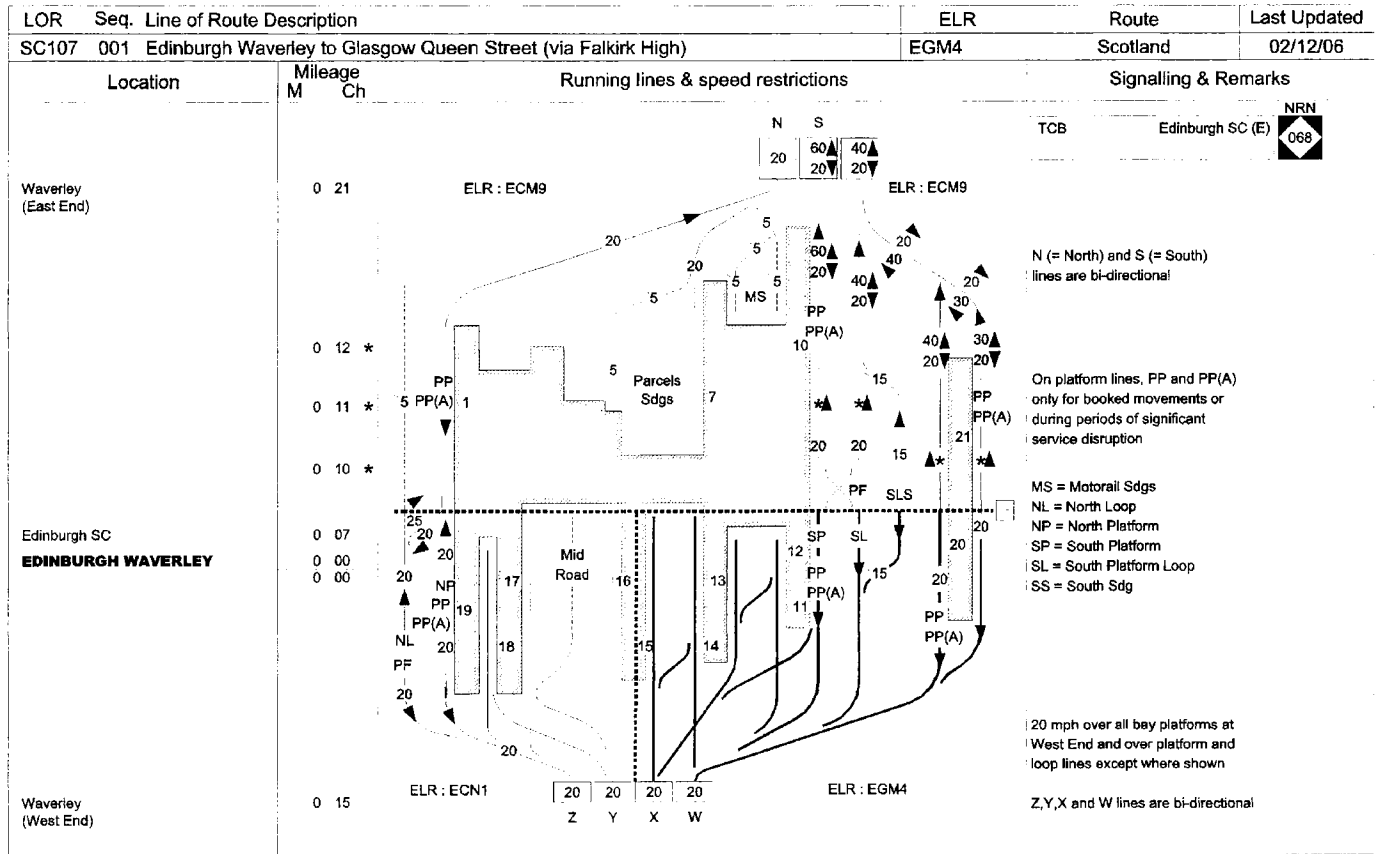 LOR Seq. Line of Route Description ELR Route Last Updated
SC107 001 Edinburgh Waverley to Glasgow Queen Street (via Falkirk High) EGM4 Scotland 02/12/06
Location Mileage Running lines & speed restrictions Signalling & Remarks
M Ch
NRN
N S
TCB Edinburgh SC (E) 068
20 60 40
20 20
Waverley 0 21 ELR : ECM9 ELR : ECM9
(East End)
5
20 5 60 20
20 20 40
N (= North) and S (= South)
lines are bi-directional
5 5 5 MS 40 20
20 30
PP
PP(A)
0 12 * 10 40 30
20 20
PP 5 Parcels 15
Sdgs
On platform lines, PP and PP(A)
only for booked movements or
during periods of significant
service disruption
0 11 * 5 PP(A) 1 7 * * PP
PP(A)
20 20 15 21
0 10 * * *
PF SLS
MS = Motorail Sdgs
NL = North Loop
NP = North Platform
SP = South Platform
SL = South Platform Loop
SS = South Sdg
25 20
Edinburgh SC 0 07 20 SP SL 20
EDINBURGH WAVERLEY 0 00 20 Mid 12 PP
0 00 20 NP 17 Road 16 13 PP(A) 15 20
PP 19 11 1
PP(A) PP
NL 20 18 15 14 PP(A)
PF
20
20 mph over all bay platforms at
West End and over platform and
loop lines except where shown
20
ELR : ECN1 20 20 20 20 ELR : EGM4
Waverley 0 15 Z,Y,X and W lines are bi-directional
(West End) Z Y X W